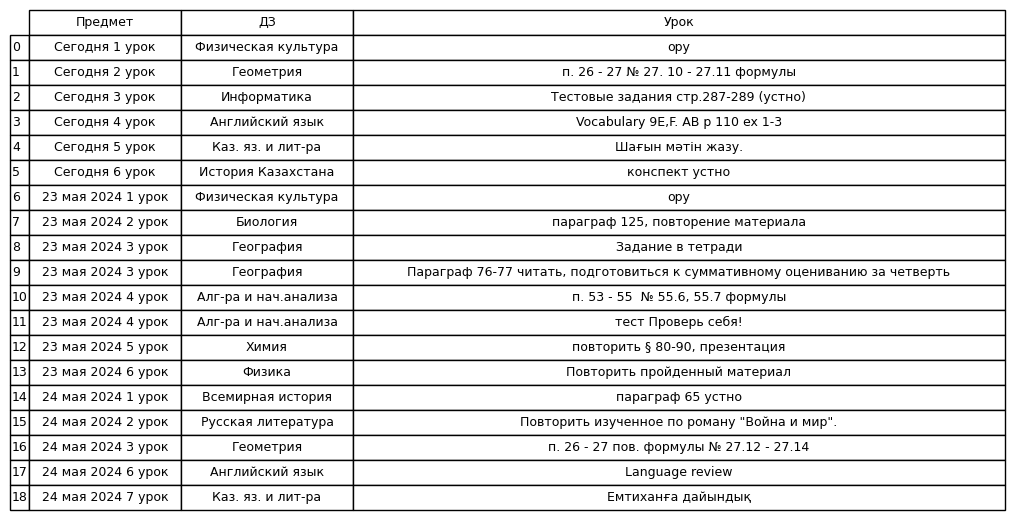 Предмет ДЗ Урок
0 Сегодня 1 урок Физическая культура ору
1 Сегодня 2 урок Геометрия п. 26 - 27 № 27. 10 - 27.11 формулы
2 Сегодня 3 урок Информатика Тестовые задания стр.287-289 (устно)
3 Сегодня 4 урок Английский язык Vocabulary 9E,F. AB p 110 ex 1-3
4 Сегодня 5 урок Каз. яз. и лит-ра Шағын мәтін жазу.
5 Сегодня 6 урок История Казахстана конспект устно
6 23 мая 2024 1 урок Физическая культура ору
7 23 мая 2024 2 урок Биология параграф 125, повторение материала
8 23 мая 2024 3 урок География Задание в тетради
9 23 мая 2024 3 урок География Параграф 76-77 читать, подготовиться к суммативному оцениванию за четверть
10 23 мая 2024 4 урок Алг-ра и нач.анализа п. 53 - 55  № 55.6, 55.7 формулы
11 23 мая 2024 4 урок Алг-ра и нач.анализа тест Проверь себя!
12 23 мая 2024 5 урок Химия повторить § 80-90, презентация
13 23 мая 2024 6 урок Физика Повторить пройденный материал
14 24 мая 2024 1 урок Всемирная история параграф 65 устно
15 24 мая 2024 2 урок Русская литература Повторить изученное по роману "Война и мир".
16 24 мая 2024 3 урок Геометрия п. 26 - 27 пов. формулы № 27.12 - 27.14
17 24 мая 2024 6 урок Английский язык Language review
18 24 мая 2024 7 урок Каз. яз. и лит-ра Емтиханға дайындық